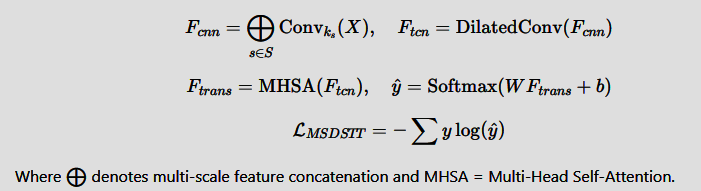 F_cnn = ⨁_{s∈S} Conv_{k_s}(X),   F_tcn = DilatedConv(F_cnn)
F_trans = MHSA(F_tcn),   ŷ = Softmax(W F_trans + b)
ℒ_MSDSTT = − ∑ y log(ŷ)
Where ⨁ denotes multi-scale feature concatenation and MHSA = Multi-Head Self-Attention.